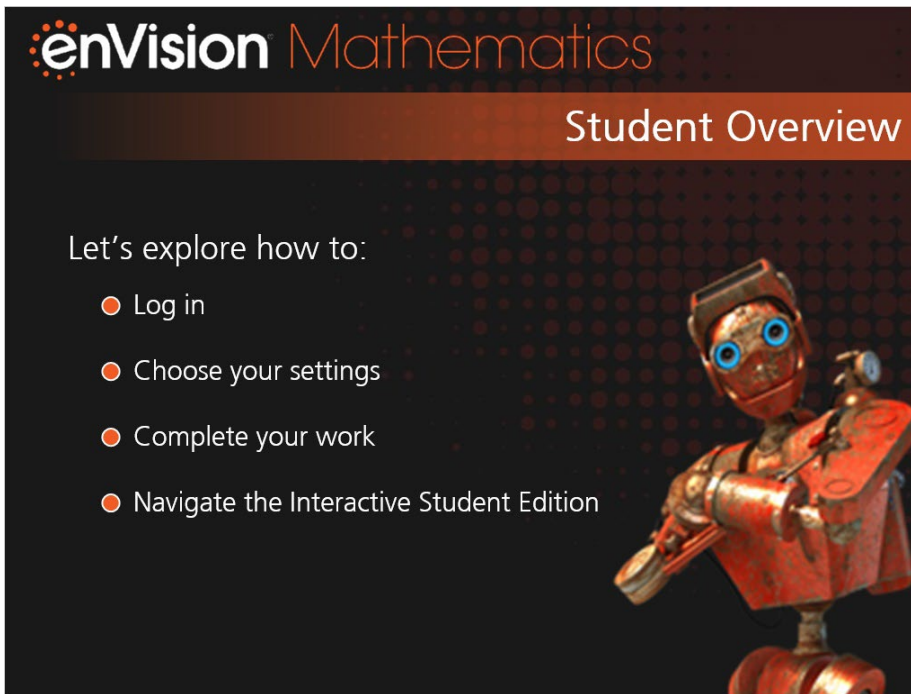 enVision Mathematics
Student Overview
Let's explore how to:
Log in
Choose your settings
Complete your work
Navigate the Interactive Student Edition